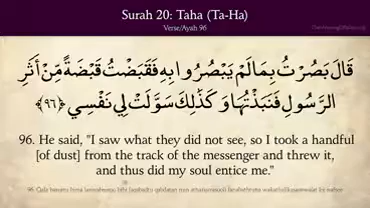 Surah 20: Taha (Ta-Ha)
Verse/Ayah 96
قَالَ بَصُرْتُ بِمَا لَمْ يَبْصُرُوا بِهِ فَقَبَضْتُ قَبْضَةً مِّنْ أَثَرِ
الرَّسُولِ فَنَبَذْتُهَا وَكَذَٰلِكَ سَوَّلَتْ لِي نَفْسِي ﴿٩٦﴾
96. He said, "I saw what they did not see, so I took a handful
[of dust] from the track of the messenger and threw it,
and thus did my soul entice me."